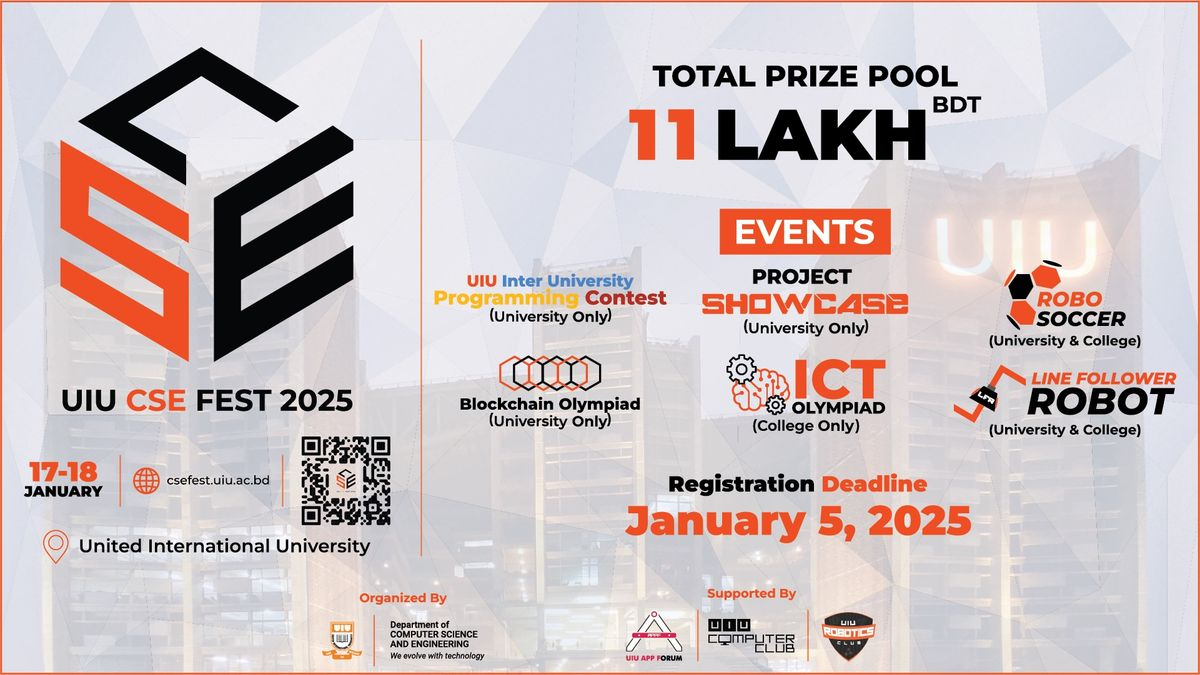 CSE
UIU CSE FEST 2025
17-18
JANUARY
csefest.uiu.ac.bd
United International University
TOTAL PRIZE POOL
11 LAKH BDT
EVENTS
UIU Inter University
Programming Contest
(University Only)
PROJECT
SHOWCASE
(University Only)
ROBO
SOCCER
(University & College)
Blockchain Olympiad
(University Only)
ICT
OLYMPIAD
(College Only)
LFR
LINE FOLLOWER
ROBOT
(University & College)
UIU
Registration Deadline
January 5, 2025
Organized By
UIU
Department of
COMPUTER SCIENCE
AND ENGINEERING
We evolve with technology
Supported By
APPF
UIU APP FORUM
UIU
COMPUTER
CLUB
UIU
ROBOTICS
CLUB